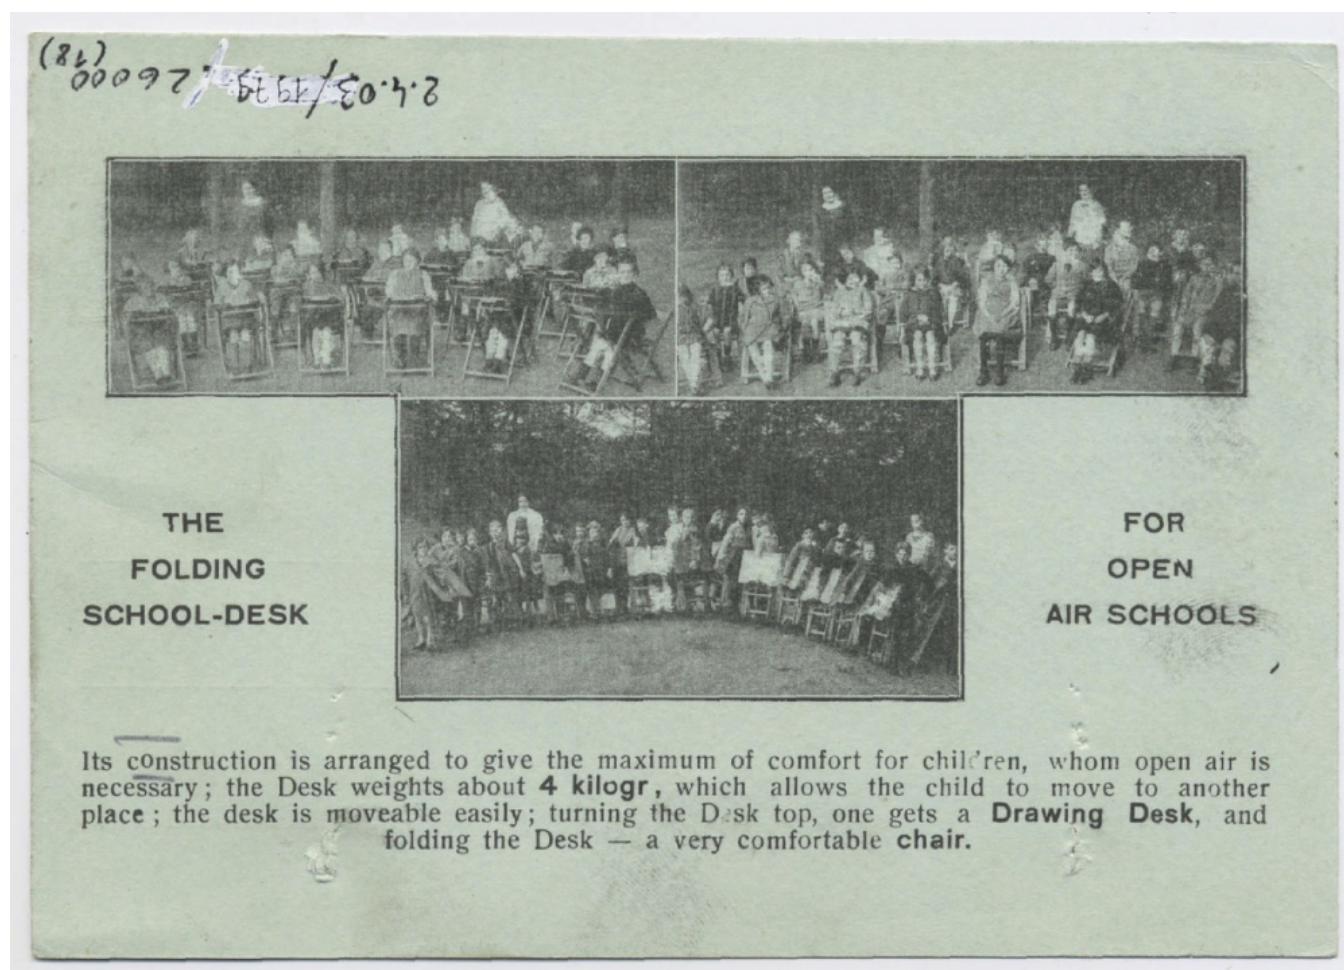 2.4.03/1979.26000
(18)
THE
FOLDING
SCHOOL-DESK
FOR
OPEN
AIR SCHOOLS
Its construction is arranged to give the maximum of comfort for children, whom open air is
necessary ; the Desk weights about 4 kilogr, which allows the child to move to another
place ; the desk is moveable easily ; turning the Desk top, one gets a Drawing Desk, and
folding the Desk — a very comfortable chair.